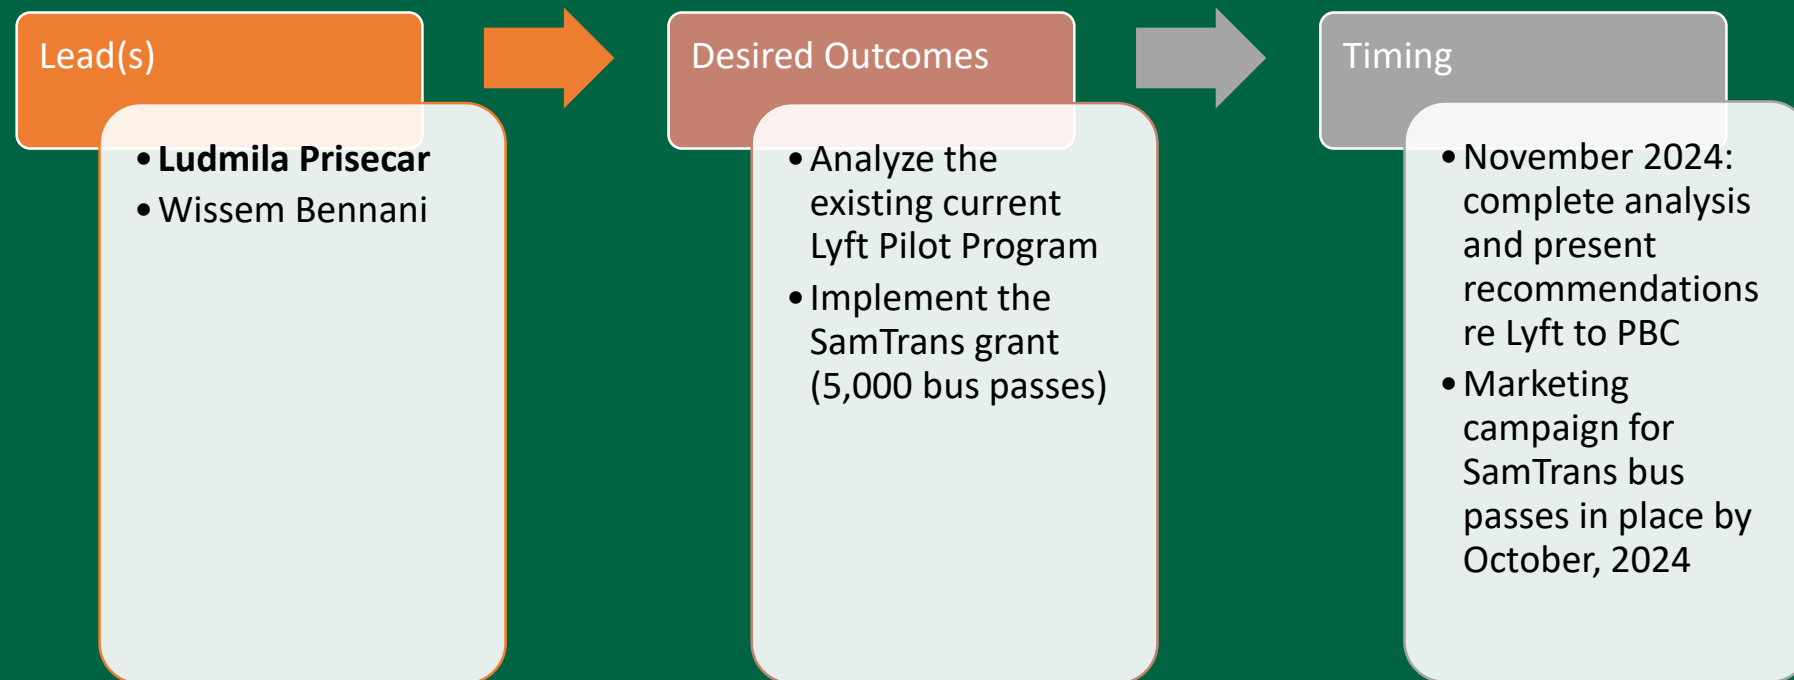 Lead(s)
• Ludmila Prisecar
• Wissem Bennani
Desired Outcomes
• Analyze the
existing current
Lyft Pilot Program
• Implement the
SamTrans grant
(5,000 bus passes)
Timing
• November 2024:
complete analysis
and present
recommendations
re Lyft to PBC
• Marketing
campaign for
SamTrans bus
passes in place by
October, 2024